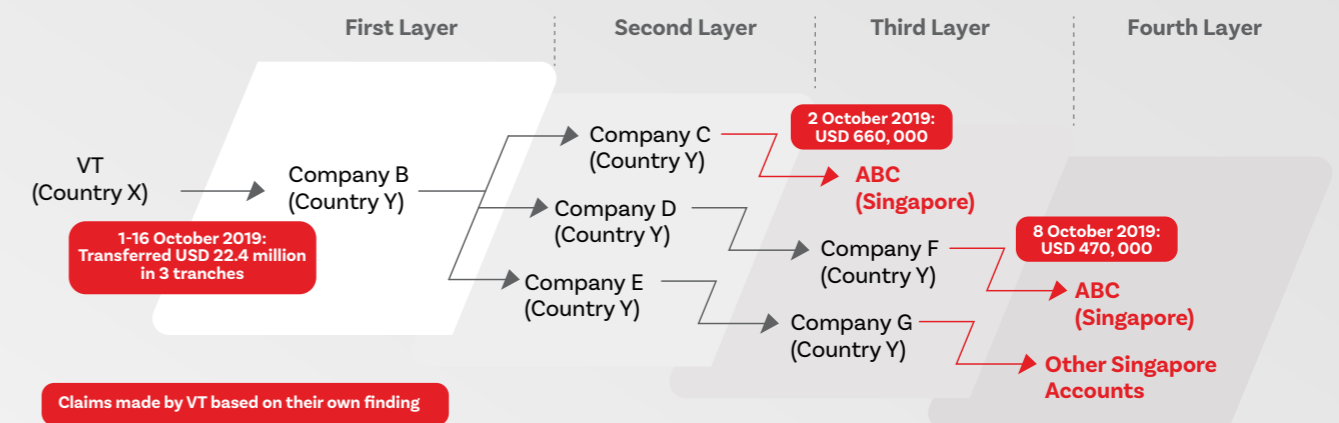 First Layer
Second Layer
Third Layer
Fourth Layer
VT
(Country X)
1-16 October 2019:
Transferred USD 22.4 million
in 3 tranches
Company B
(Country Y)
Company C
(Country Y)
Company D
(Country Y)
Company E
(Country Y)
2 October 2019:
USD 660, 000
ABC
(Singapore)
Company F
(Country Y)
Company G
(Country Y)
8 October 2019:
USD 470, 000
ABC
(Singapore)
Other Singapore
Accounts
Claims made by VT based on their own finding